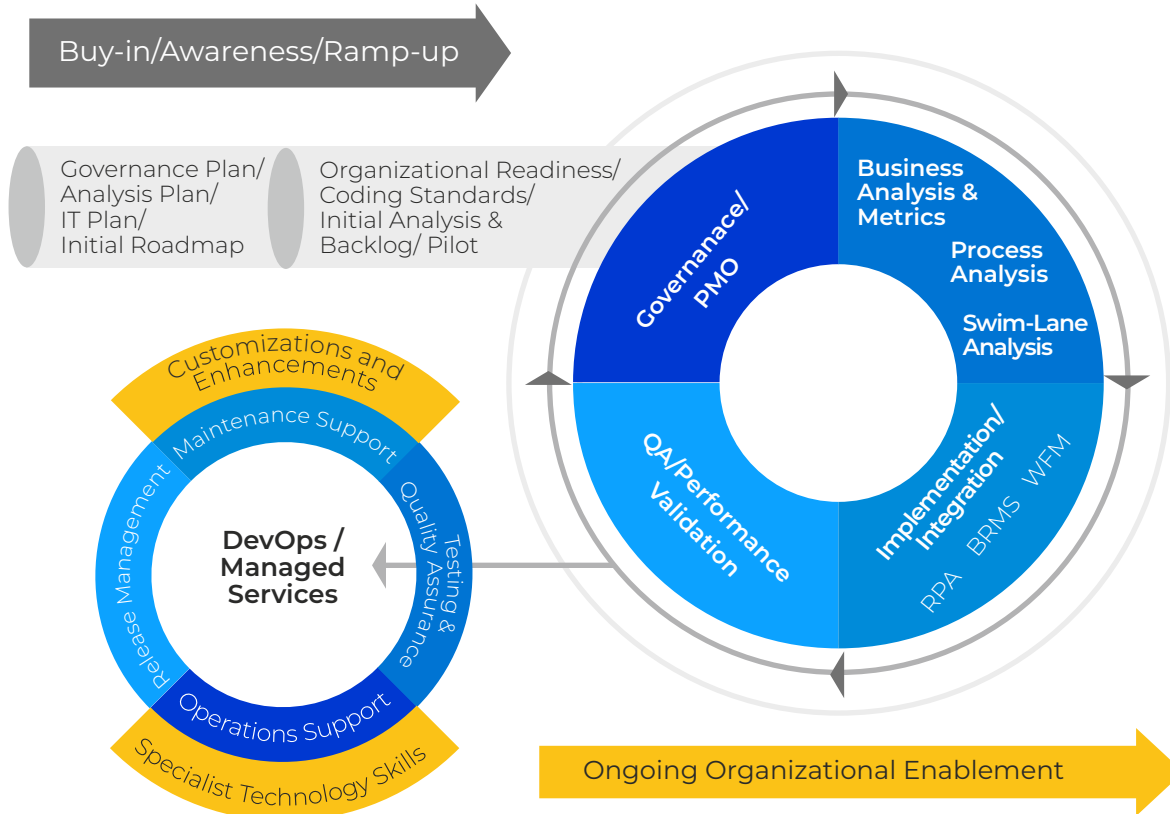 Buy-in/Awareness/Ramp-up
Governance Plan/
Analysis Plan/
IT Plan/
Initial Roadmap
Organizational Readiness/
Coding Standards/
Initial Analysis &
Backlog/ Pilot
Governanace/
PMO
Business
Analysis &
Metrics
Process
Analysis
Swim-Lane
Analysis
Implementation/
Integration
RPA BRMS WFM
QA/Performance
Validation
Customizations and
Enhancements
Maintenance Support
Release Management
DevOps /
Managed
Services
Testing &
Quality Assurance
Operations Support
Specialist Technology Skills
Ongoing Organizational Enablement